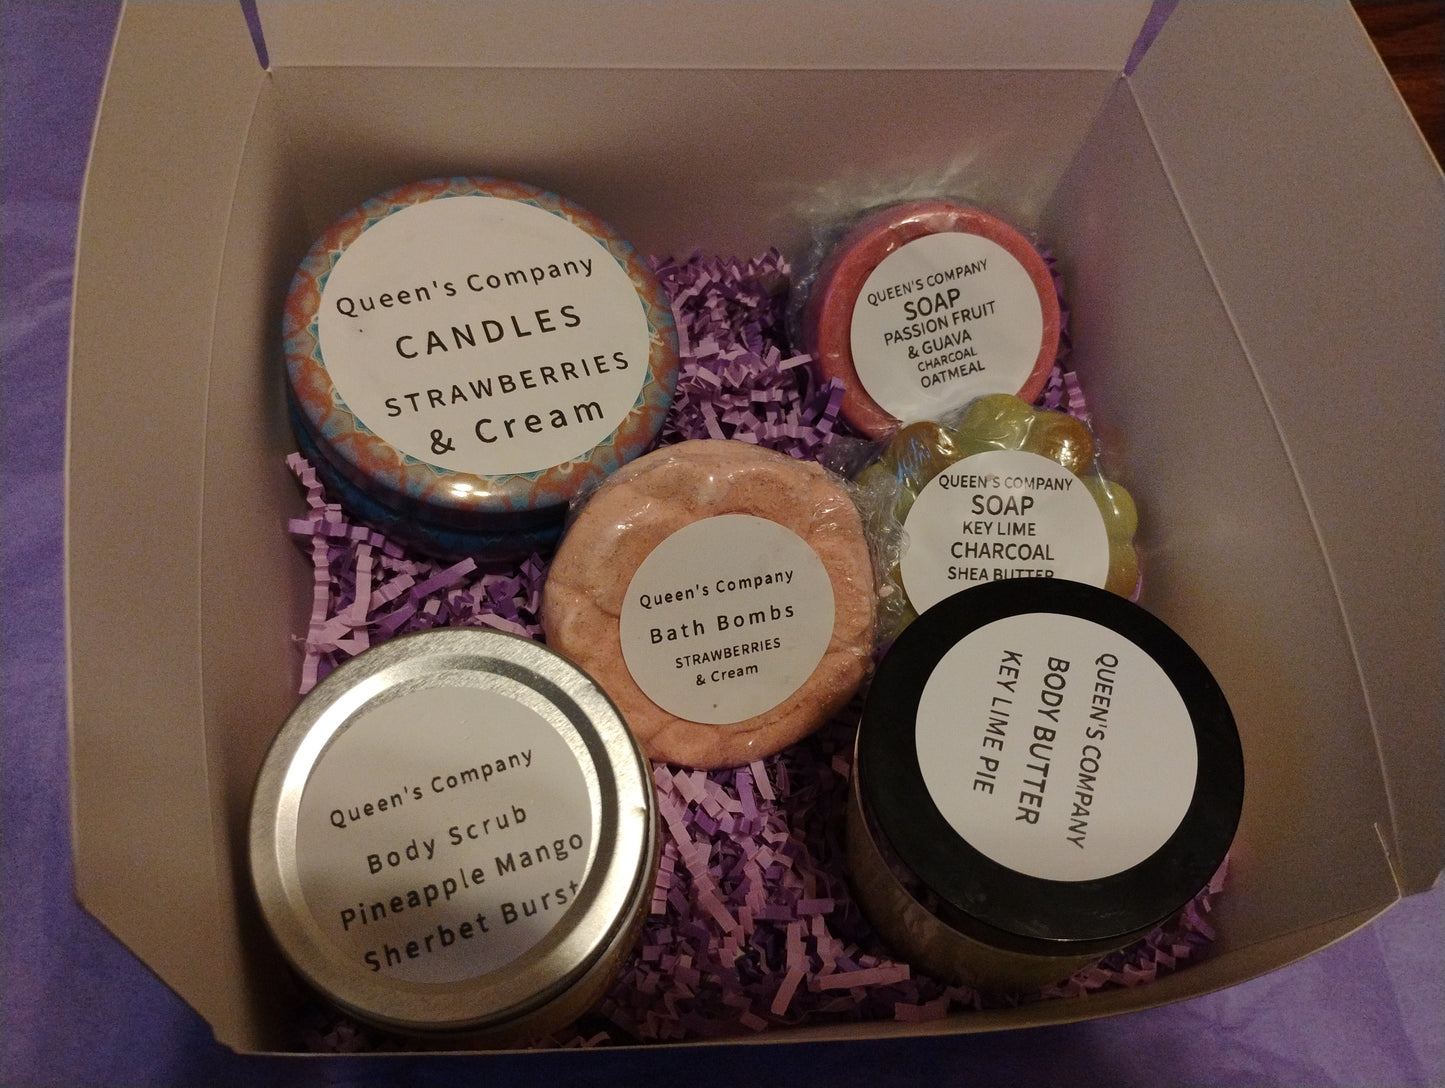 Queen's Company
CANDLES
STRAWBERRIES
& Cream
QUEEN'S COMPANY
SOAP
PASSION FRUIT
& GUAVA
CHARCOAL
OATMEAL
QUEEN'S COMPANY
SOAP
KEY LIME
CHARCOAL
SHEA BUTTER
Queen's Company
Bath Bombs
STRAWBERRIES
& Cream
Queen's Company
Body Scrub
Pineapple Mango
Sherbet Burst
QUEEN'S COMPANY
BODY BUTTER
KEY LIME PIE